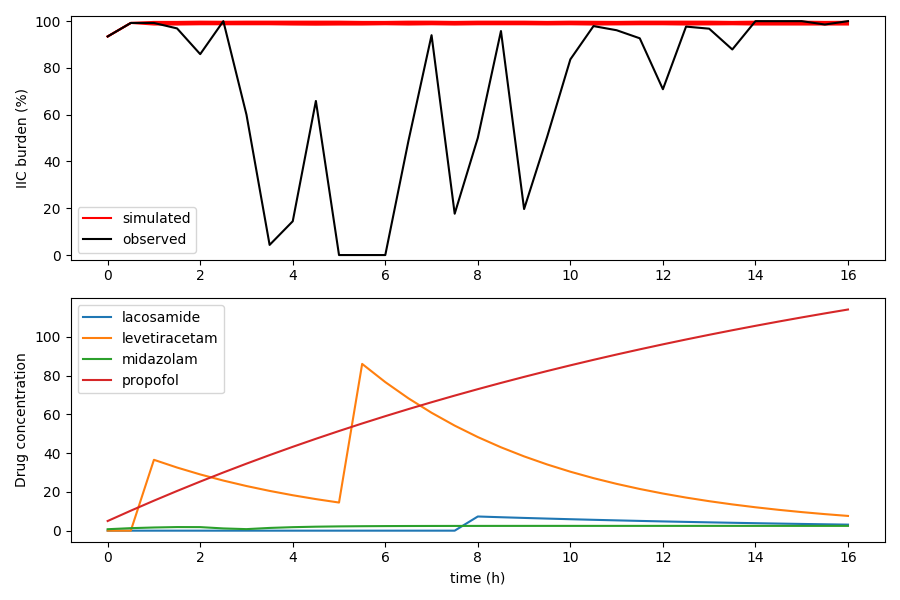 IIC burden (%)
100
80
60
40
20
0
simulated
observed
0 2 4 6 8 10 12 14 16
Drug concentration
100
80
60
40
20
0
lacosamide
levetiracetam
midazolam
propofol
0 2 4 6 8 10 12 14 16
time (h)